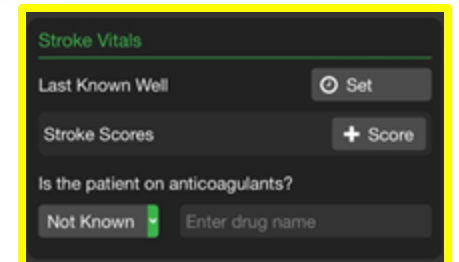 Stroke Vitals
Last Known Well Set
Stroke Scores Score
Is the patient on anticoagulants?
Not Known Enter drug name